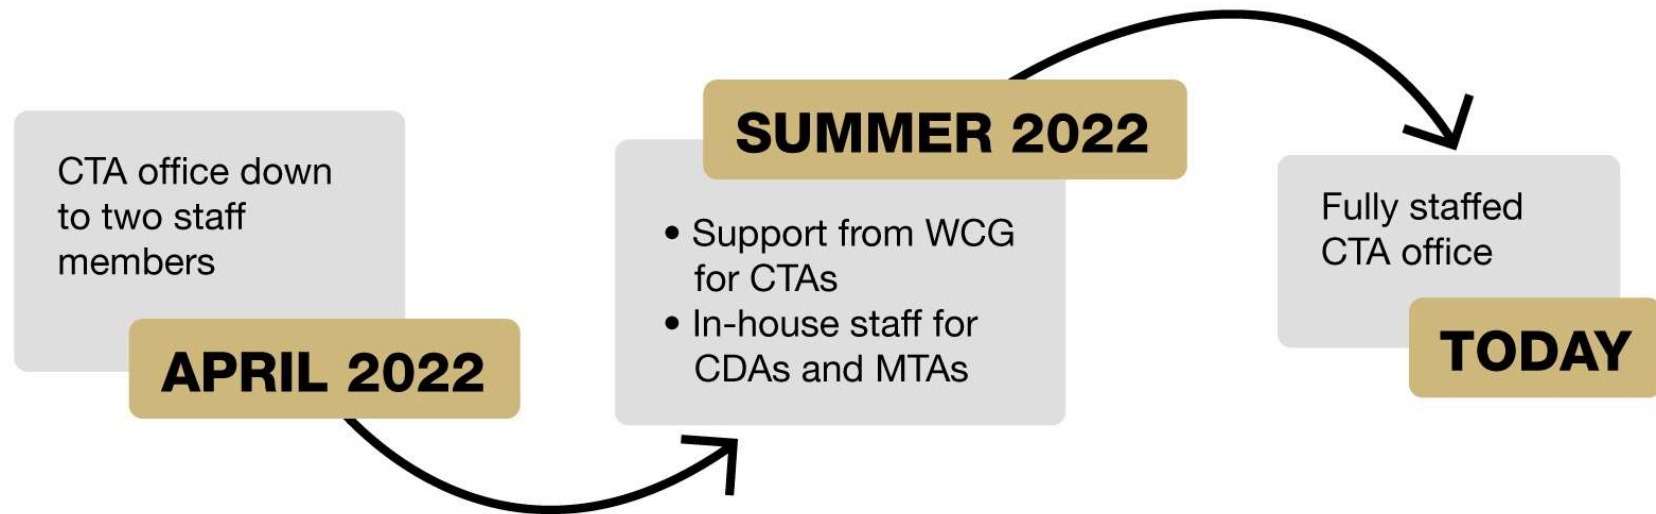 CTA office down
to two staff
members
APRIL 2022
SUMMER 2022
• Support from WCG
for CTAs
• In-house staff for
CDAs and MTAs
Fully staffed
CTA office
TODAY